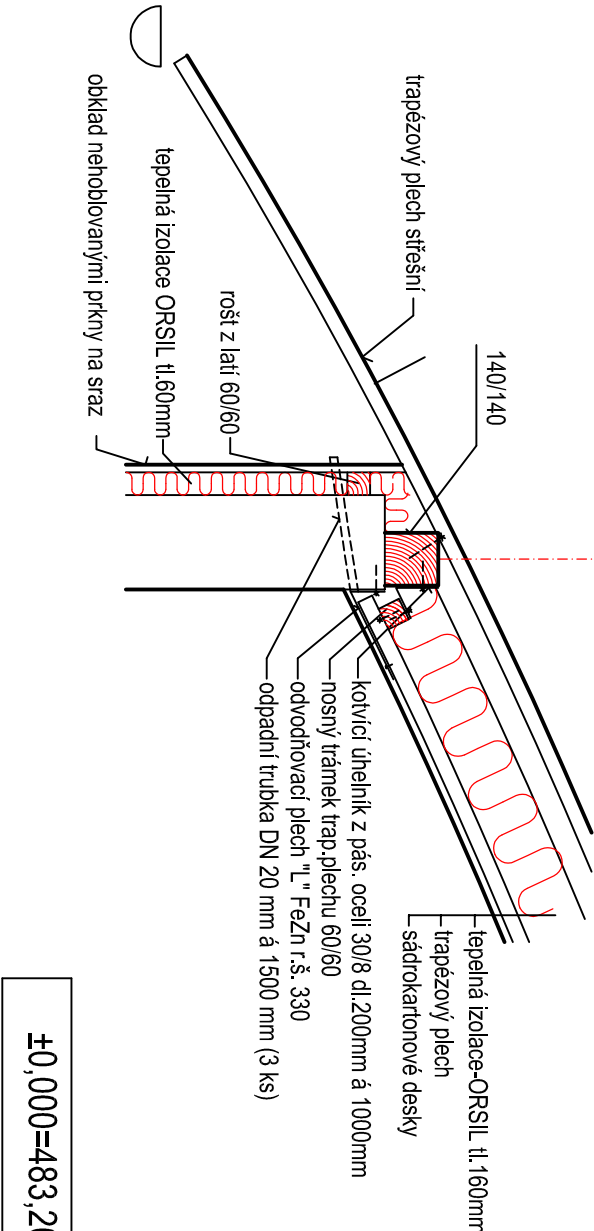 trapézový plech střešní
140/140
rošt z latí 60/60
tepelná izolace ORSIL tl.60mm
obklad nehoblovanými prkny na sraz
tepelná izolace-ORSIL tl.160mm
trapézový plech
sádrokartonové desky
kotvící úhelník z pás. oceli 30/8 dl.200mm á 1000mm
nosný trámek trap.plechu 60/60
odvodňovací plech "L" FeZn r.š. 330
odpadní trubka DN 20 mm á 1500 mm (3 ks)